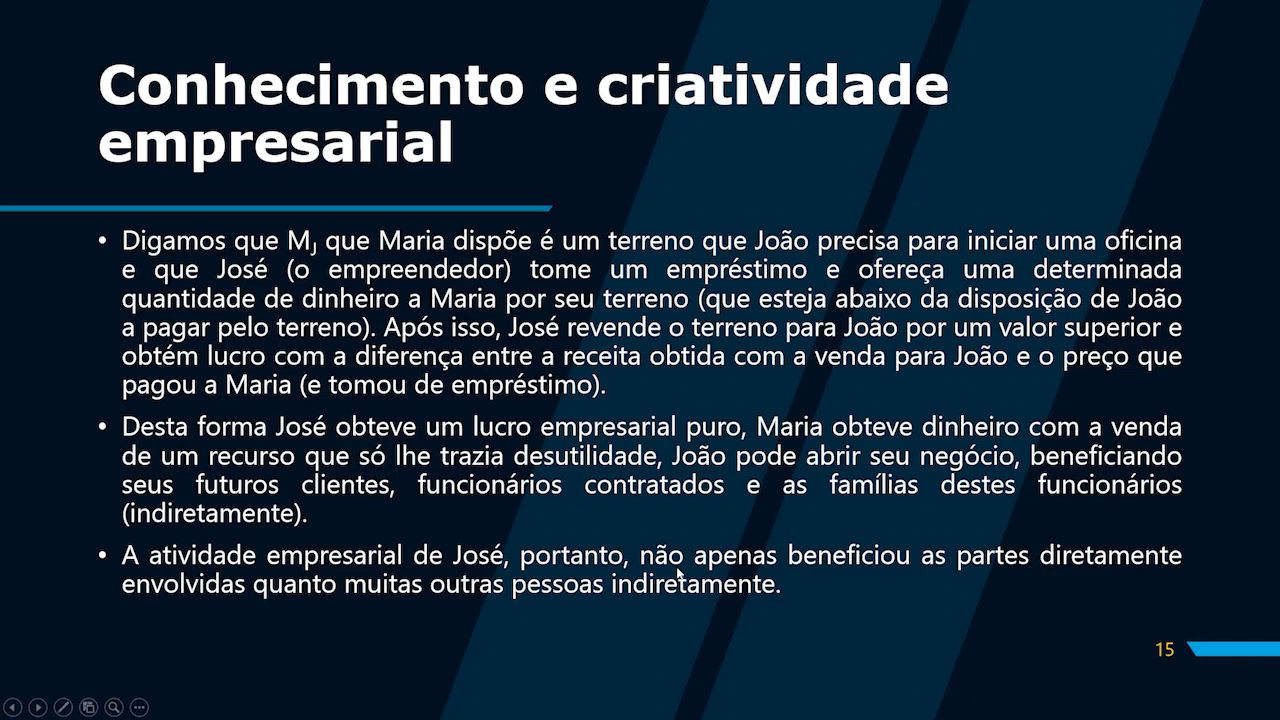 Conhecimento e criatividade
empresarial
• Digamos que MJ que Maria dispõe é um terreno que João precisa para iniciar uma oficina
e que José (o empreendedor) tome um empréstimo e ofereça uma determinada
quantidade de dinheiro a Maria por seu terreno (que esteja abaixo da disposição de João
a pagar pelo terreno). Após isso, José revende o terreno para João por um valor superior e
obtém lucro com a diferença entre a receita obtida com a venda para João e o preço que
pagou a Maria (e tomou de empréstimo).
• Desta forma José obteve um lucro empresarial puro, Maria obteve dinheiro com a venda
de um recurso que só lhe trazia desutilidade, João pode abrir seu negócio, beneficiando
seus futuros clientes, funcionários contratados e as famílias destes funcionários
(indiretamente).
• A atividade empresarial de José, portanto, não apenas beneficiou as partes diretamente
envolvidas quanto muitas outras pessoas indiretamente.
15